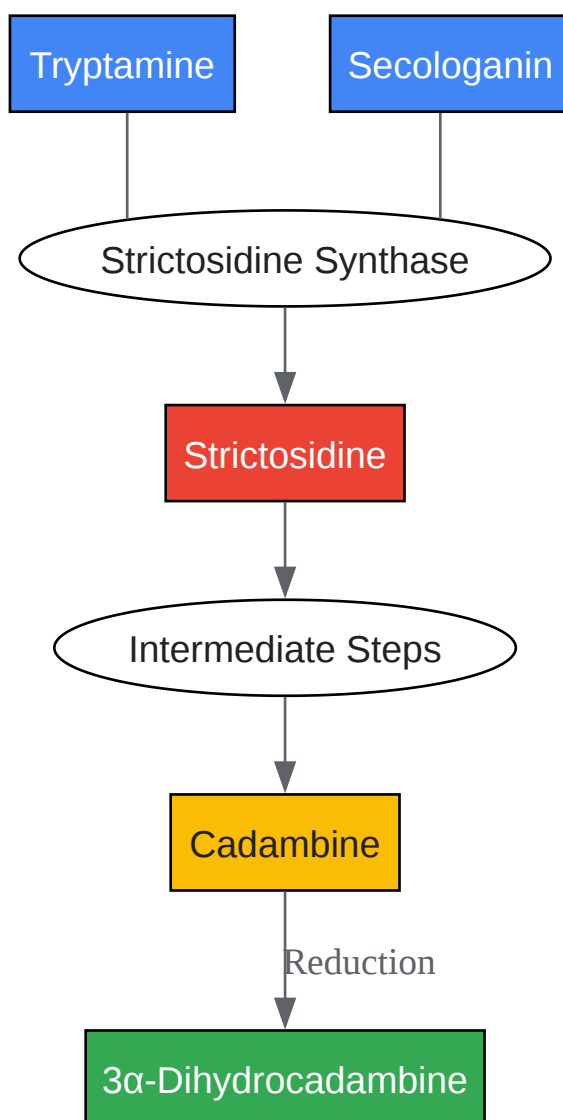 Tryptamine
Secologanin
Strictosidine Synthase
Strictosidine
Intermediate Steps
Cadambine
Reduction
3α-Dihydrocadambine